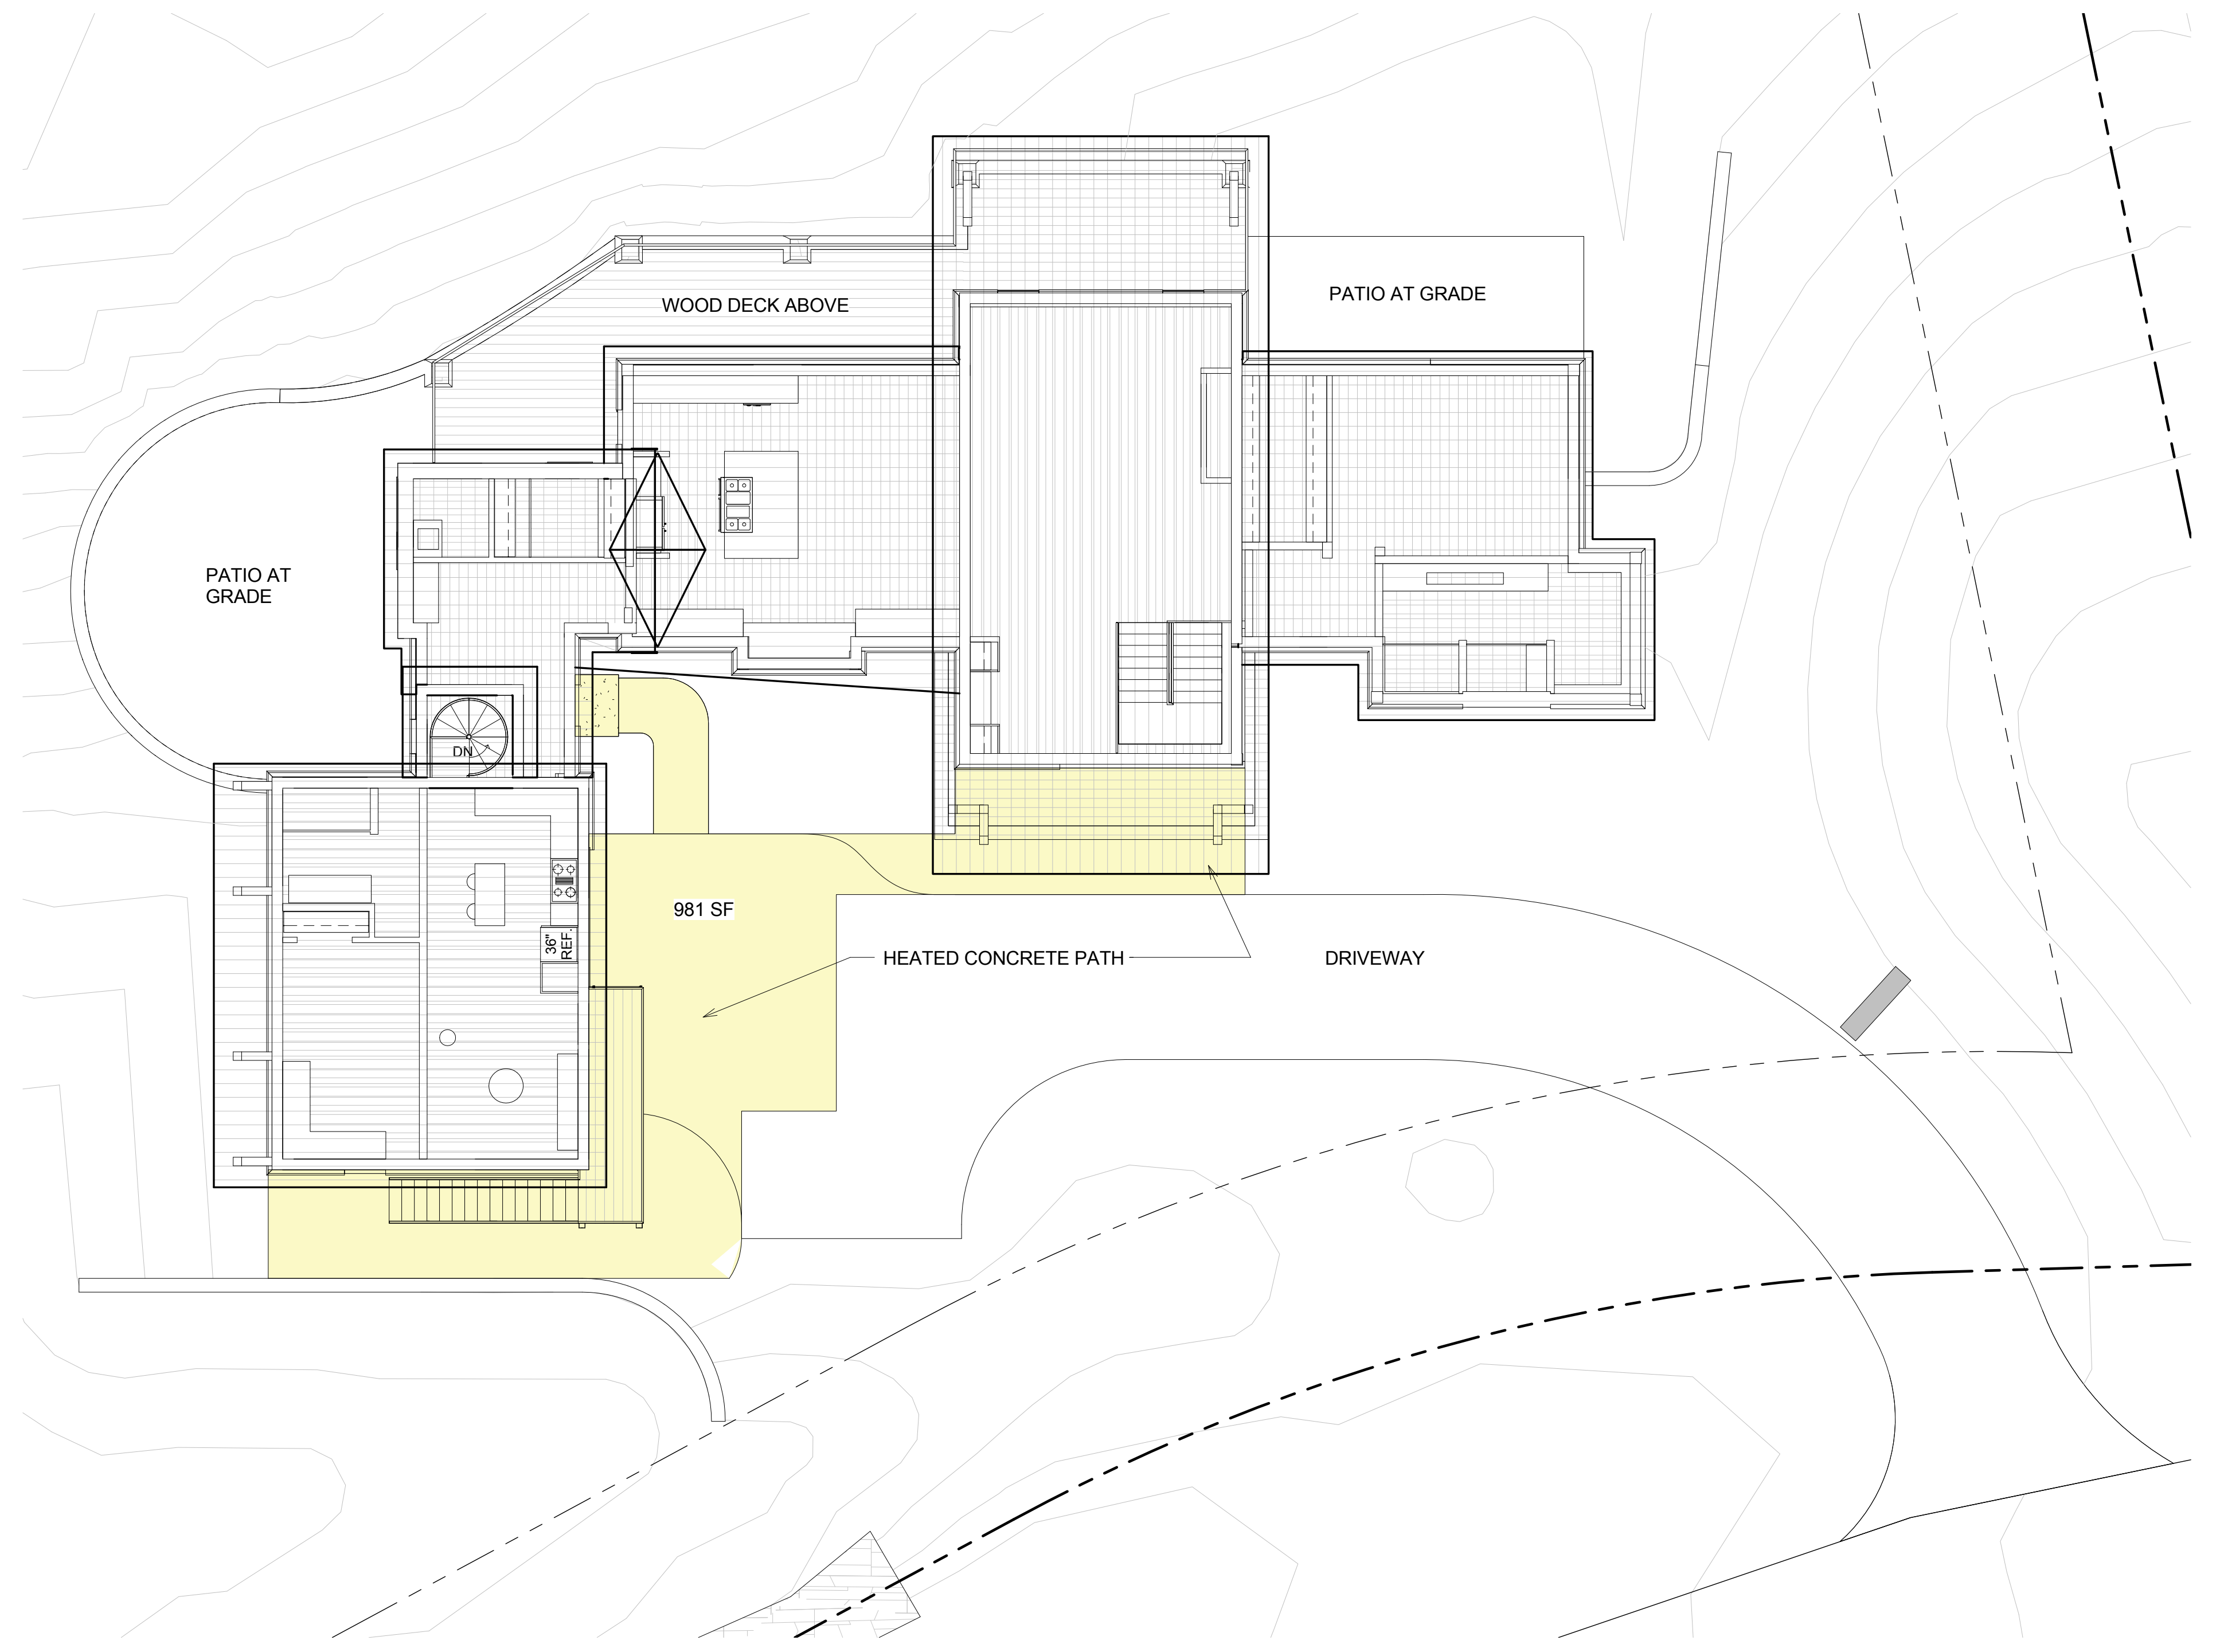 WOOD DECK ABOVE
PATIO AT GRADE
PATIO AT
GRADE
DN
981 SF
36"
REF.
HEATED CONCRETE PATH
DRIVEWAY